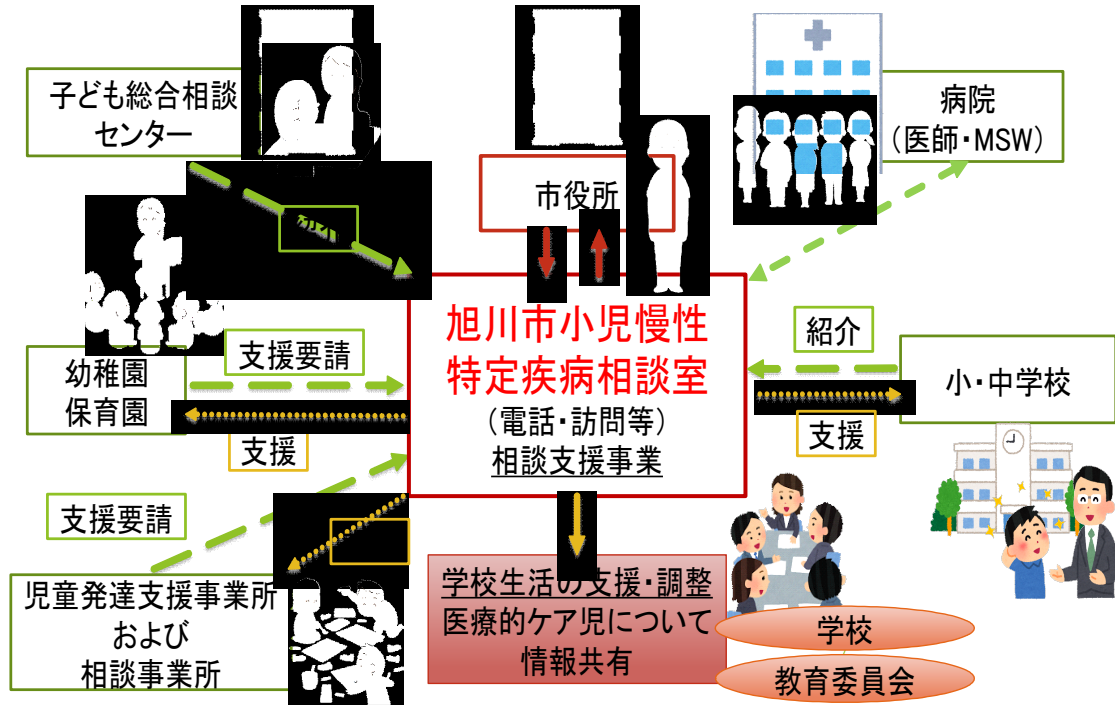 子ども総合相談
センター
市役所
病院
（医師・MSW）
旭川市小児慢性
特定疾病相談室
（電話・訪問等）
相談支援事業
支援要請
幼稚園
保育園
支援
紹介
小・中学校
支援
支援要請
児童発達支援事業所
および
相談事業所
学校生活の支援・調整
医療的ケア児について
情報共有
学校
教育委員会